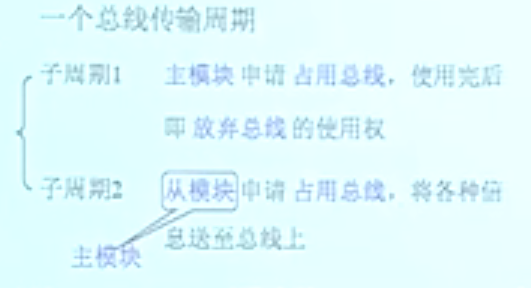 一个总线传输周期
子周期1 主模块 申请 占用总线，使用完后
即 放弃总线 的使用权
子周期2 从模块 申请 占用总线，将各种信
息送至总线上
主模块